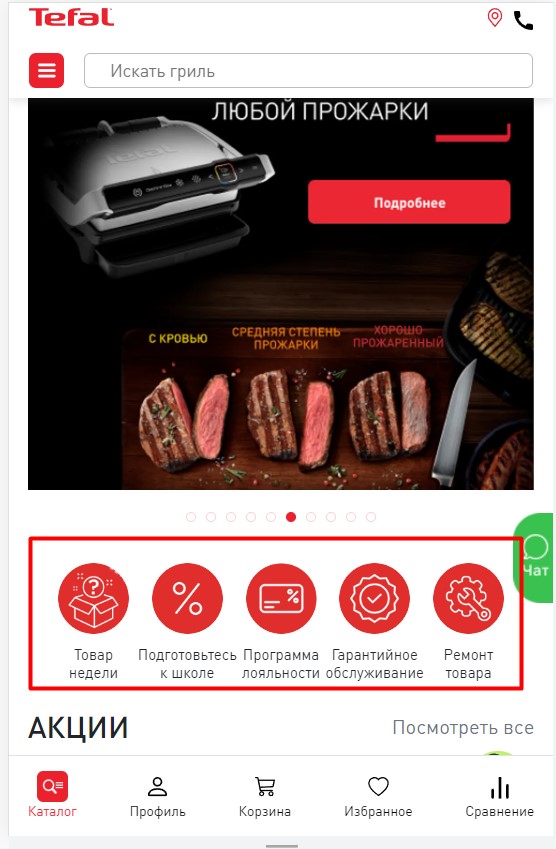 Tefal
Искать гриль
ЛЮБОЙ ПРОЖАРКИ
Подробнее
С КРОВЬЮ
СРЕДНЯЯ СТЕПЕНЬ
ПРОЖАРКИ
ХОРОШО
ПРОЖАРЕННЫЙ
Чат
Товар
недели
Подготовьтесь
к школе
Программа
лояльности
Гарантийное
обслуживание
Ремонт
товара
АКЦИИ
Посмотреть все
Каталог
Профиль
Корзина
Избранное
Сравнение